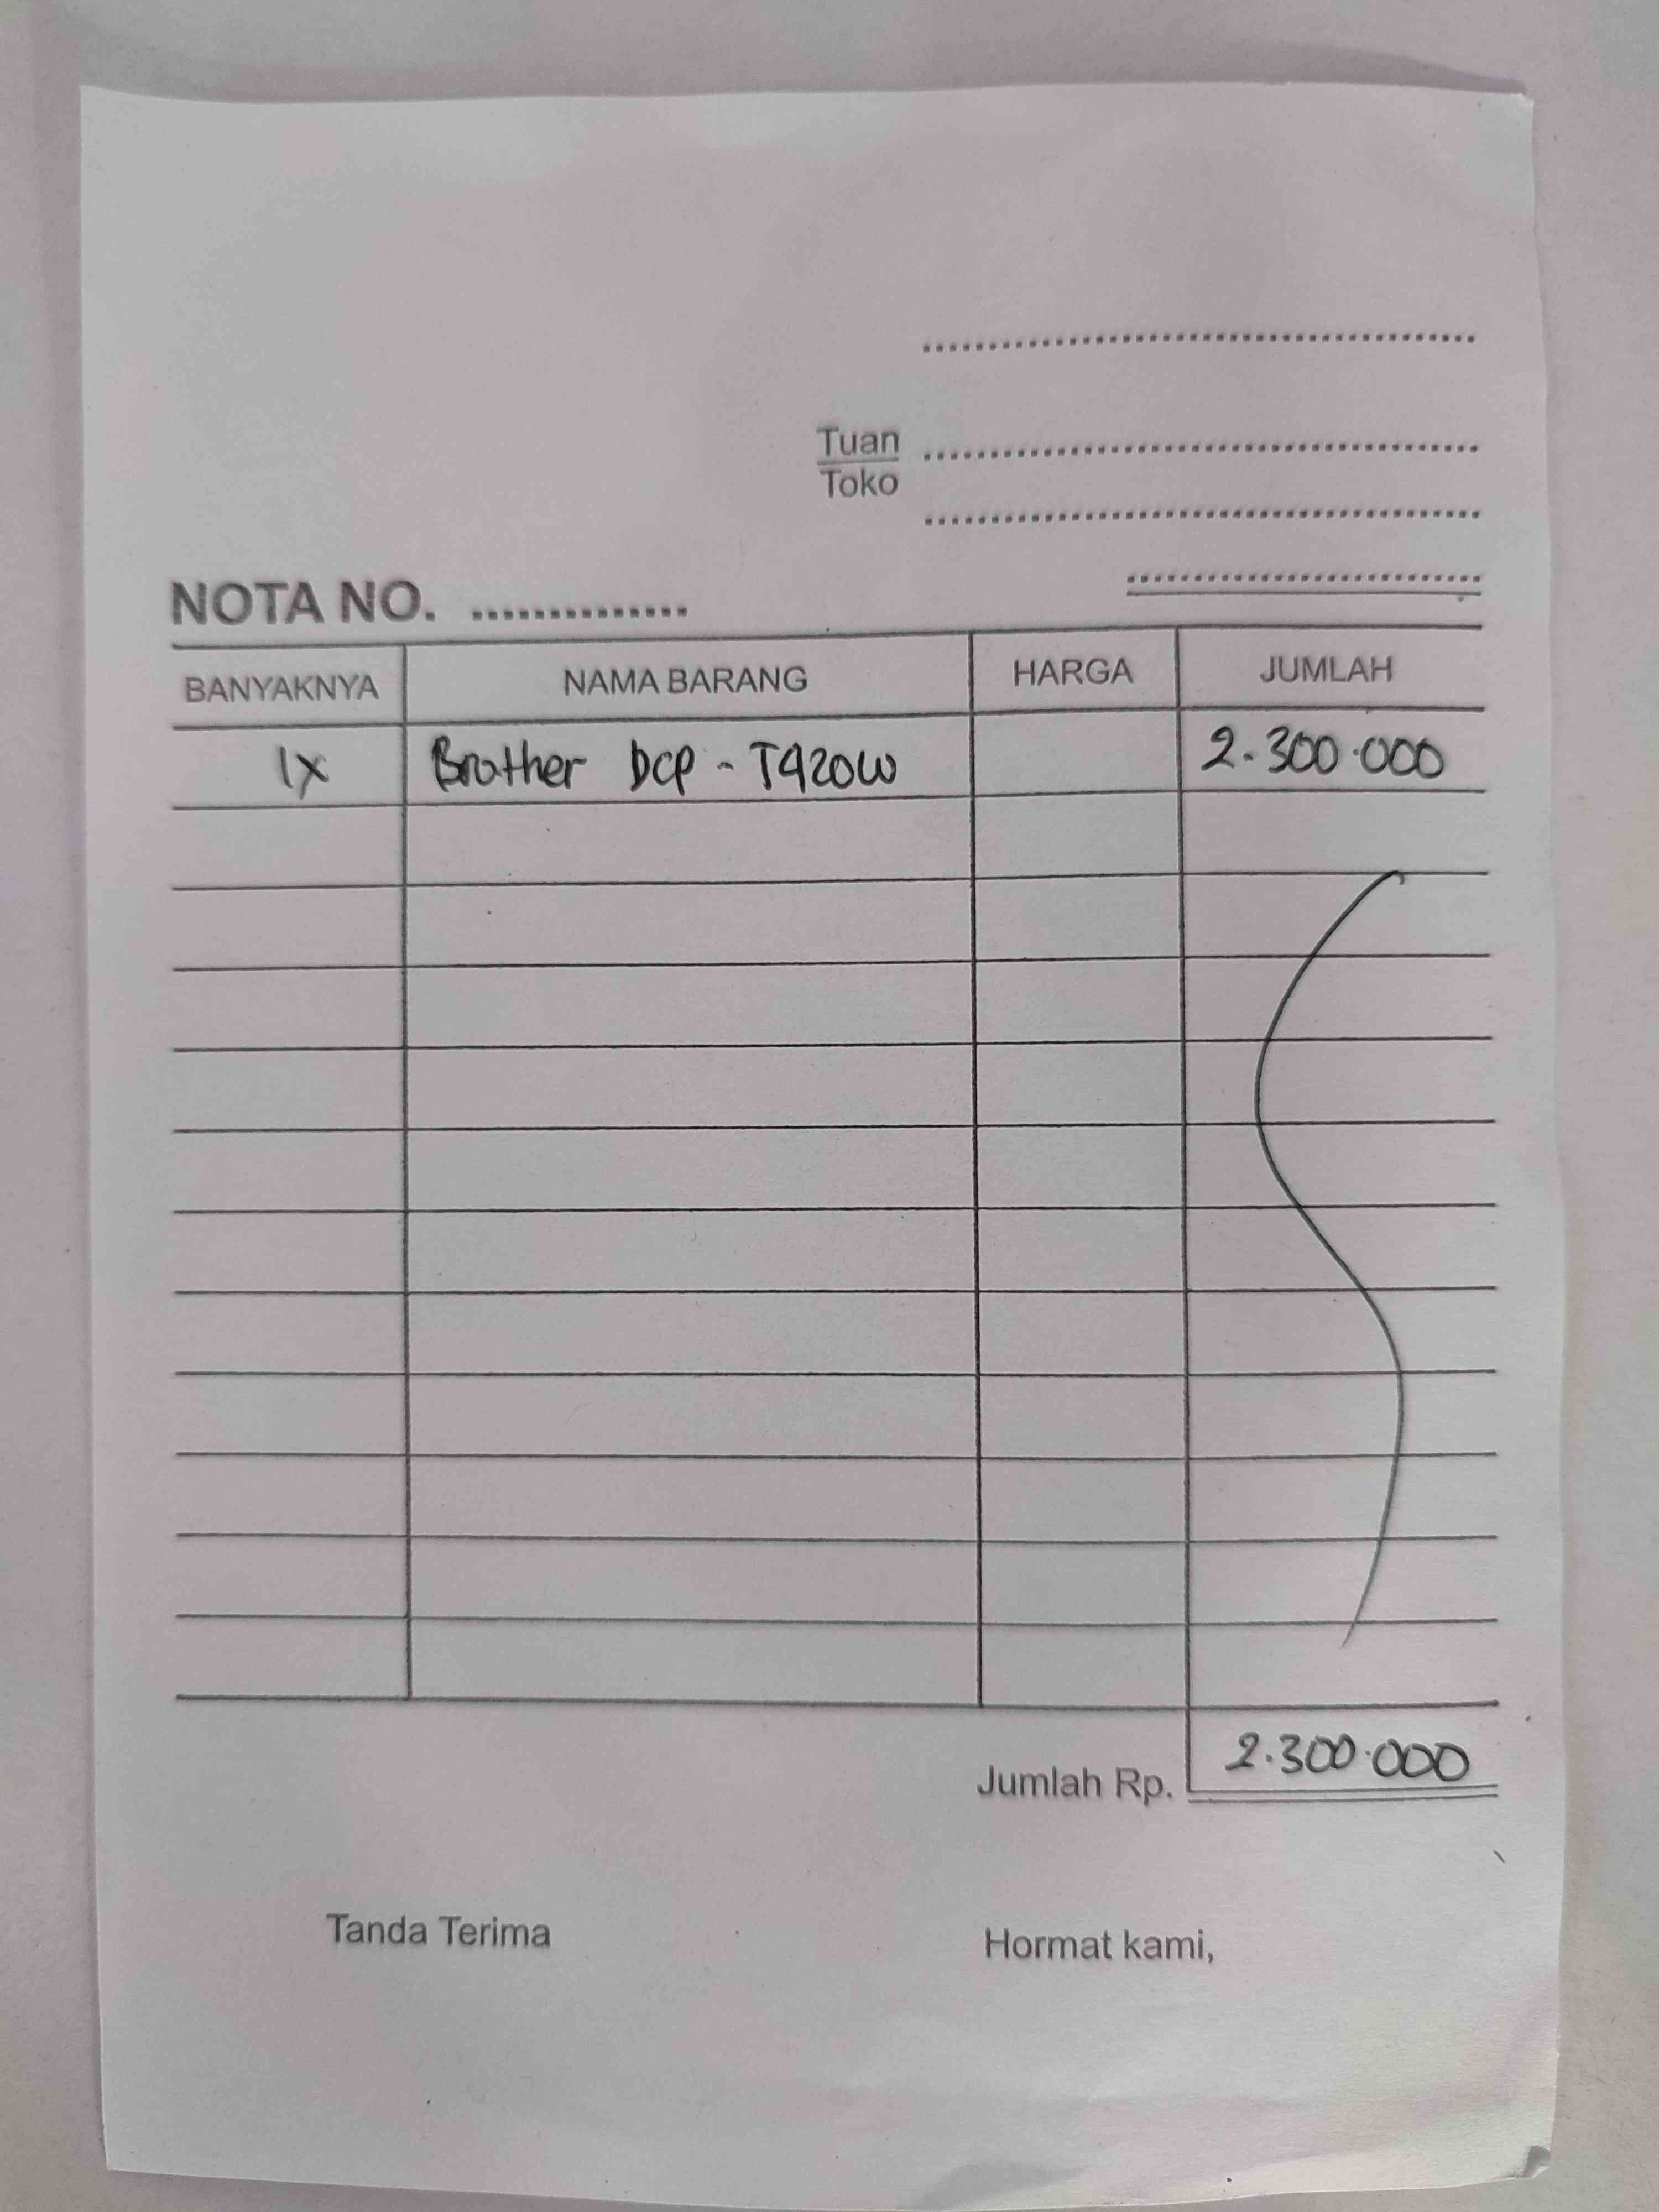 Tuan
Toko
NOTA NO. ..............
BANYAKNYA NAMA BARANG HARGA JUMLAH
1x Brother DCP - T420W 2.300.000
Jumlah Rp. 2.300.000
Tanda Terima Hormat kami,